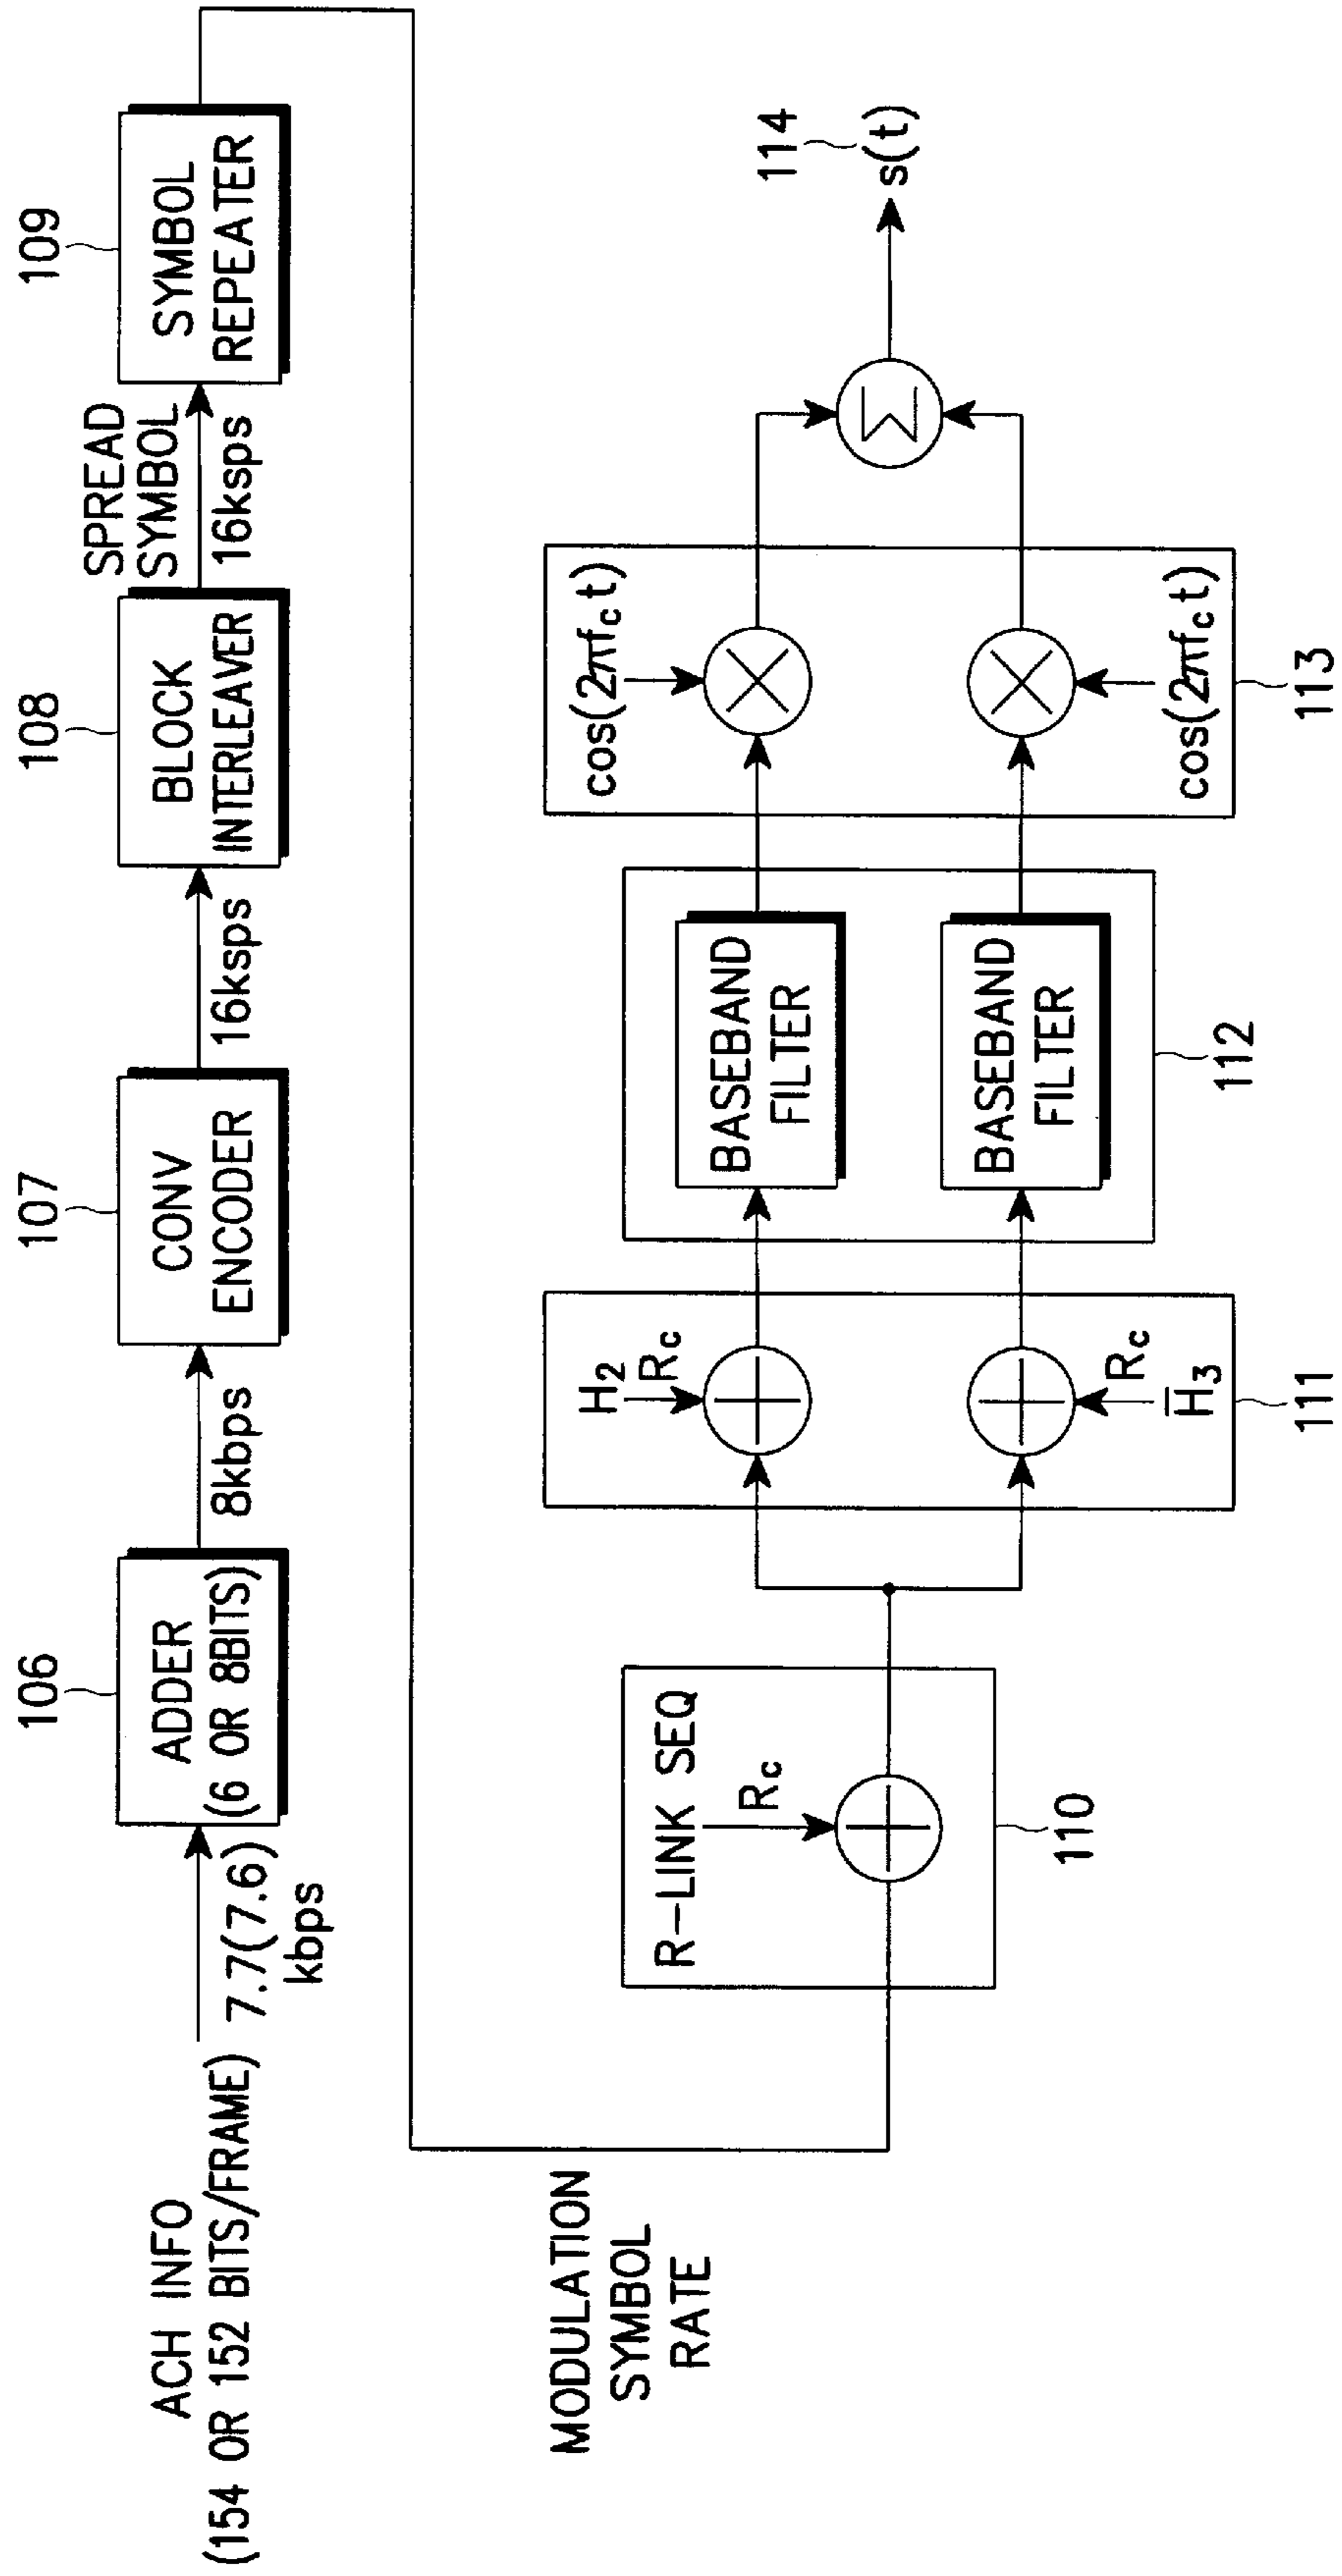 106
107
108
109
ACH INFO
(154 OR 152 BITS/FRAME)
7.7(7.6)
kbps
ADDER
(6 OR 8BITS)
8kbps
CONV
ENCODER
16ksps
BLOCK
INTERLEAVER
SPREAD
SYMBOL
16ksps
SYMBOL
REPEATER
MODULATION
SYMBOL
RATE
R-LINK SEQ
Rc
110
H2
Rc
Rc
H̅3
111
BASEBAND
FILTER
BASEBAND
FILTER
112
cos(2πfct)
cos(2πfct)
113
Σ
114
s(t)